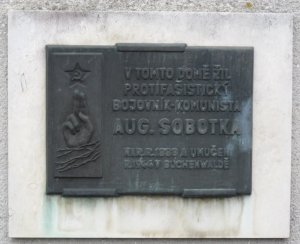 V TOMTO DOMĚ ŽIL
PROTIFAŠISTICKÝ
BOJOVNÍK-KOMUNISTA
AUG. SOBOTKA
A UMUČEN
BUCHENWALDĚ